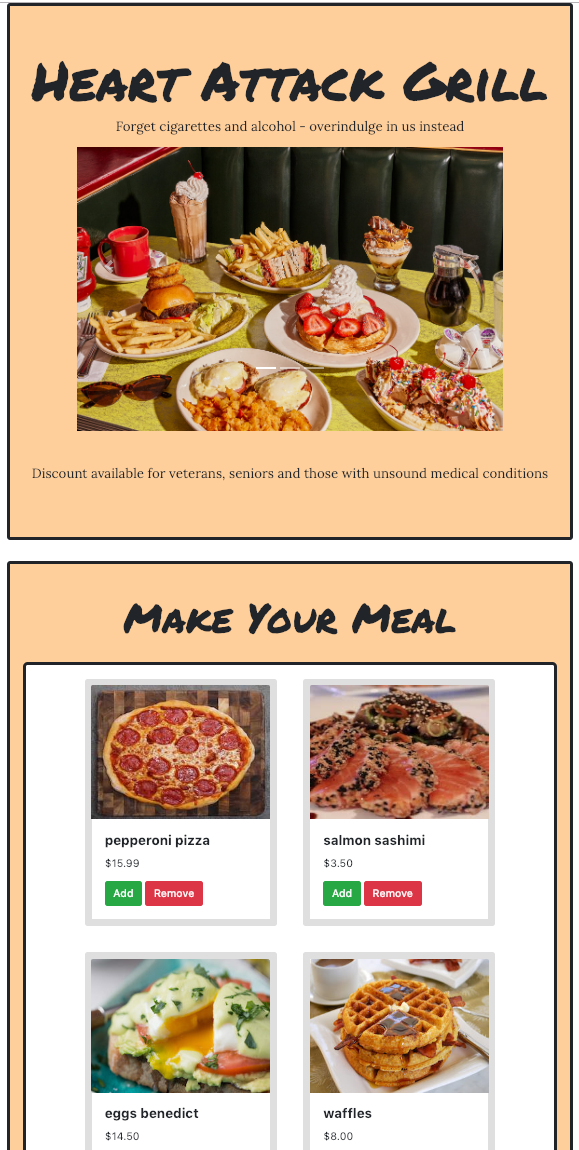 Heart Attack Grill
Forget cigarettes and alcohol - overindulge in us instead
Discount available for veterans, seniors and those with unsound medical conditions
Make Your Meal
pepperoni pizza
$15.99
Add Remove
salmon sashimi
$3.50
Add Remove
eggs benedict
$14.50
waffles
$8.00